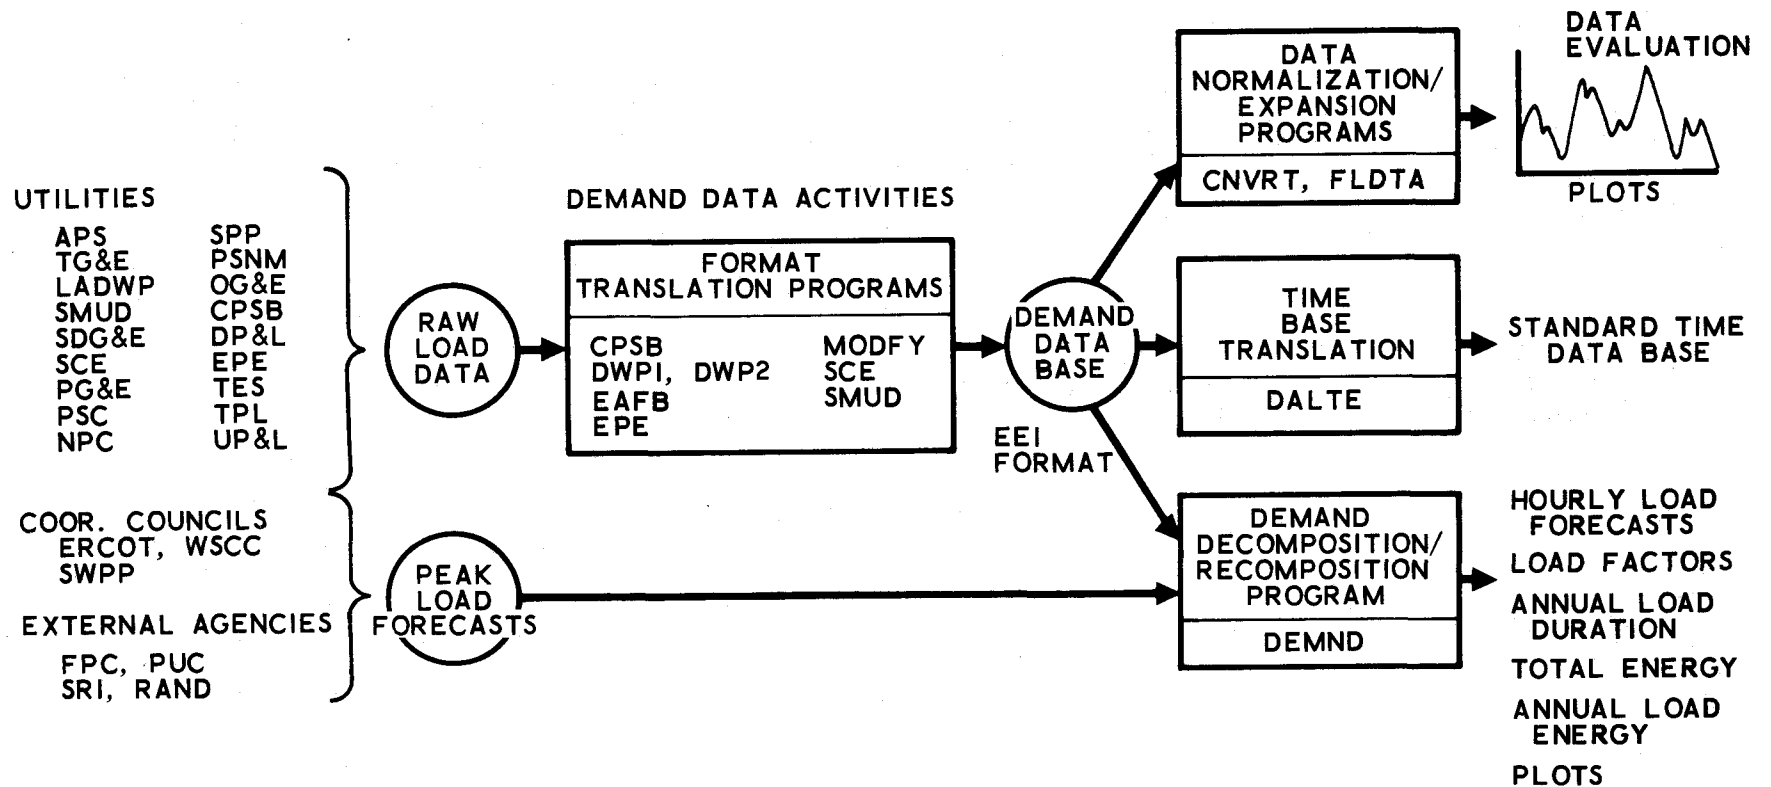 UTILITIES
APS
TG&E
LADWP
SMUD
SDG&E
SCE
PG&E
PSC
NPC
SPP
PSNM
OG&E
CPSB
DP&L
EPE
TES
TPL
UP&L
COOR. COUNCILS
ERCOT, WSCC
SWPP
EXTERNAL AGENCIES
FPC, PUC
SRI, RAND
RAW
LOAD
DATA
PEAK
LOAD
FORECASTS
DEMAND DATA ACTIVITIES
FORMAT
TRANSLATION PROGRAMS
CPSB
DWP1, DWP2
EAFB
EPE
MODFY
SCE
SMUD
DEMAND
DATA
BASE
EEI
FORMAT
DATA
NORMALIZATION/
EXPANSION
PROGRAMS
CNVRT, FLDTA
DATA
EVALUATION
PLOTS
TIME
BASE
TRANSLATION
DALTE
STANDARD TIME
DATA BASE
DEMAND
DECOMPOSITION/
RECOMPOSITION
PROGRAM
DEMND
HOURLY LOAD
FORECASTS
LOAD FACTORS
ANNUAL LOAD
DURATION
TOTAL ENERGY
ANNUAL LOAD
ENERGY
PLOTS